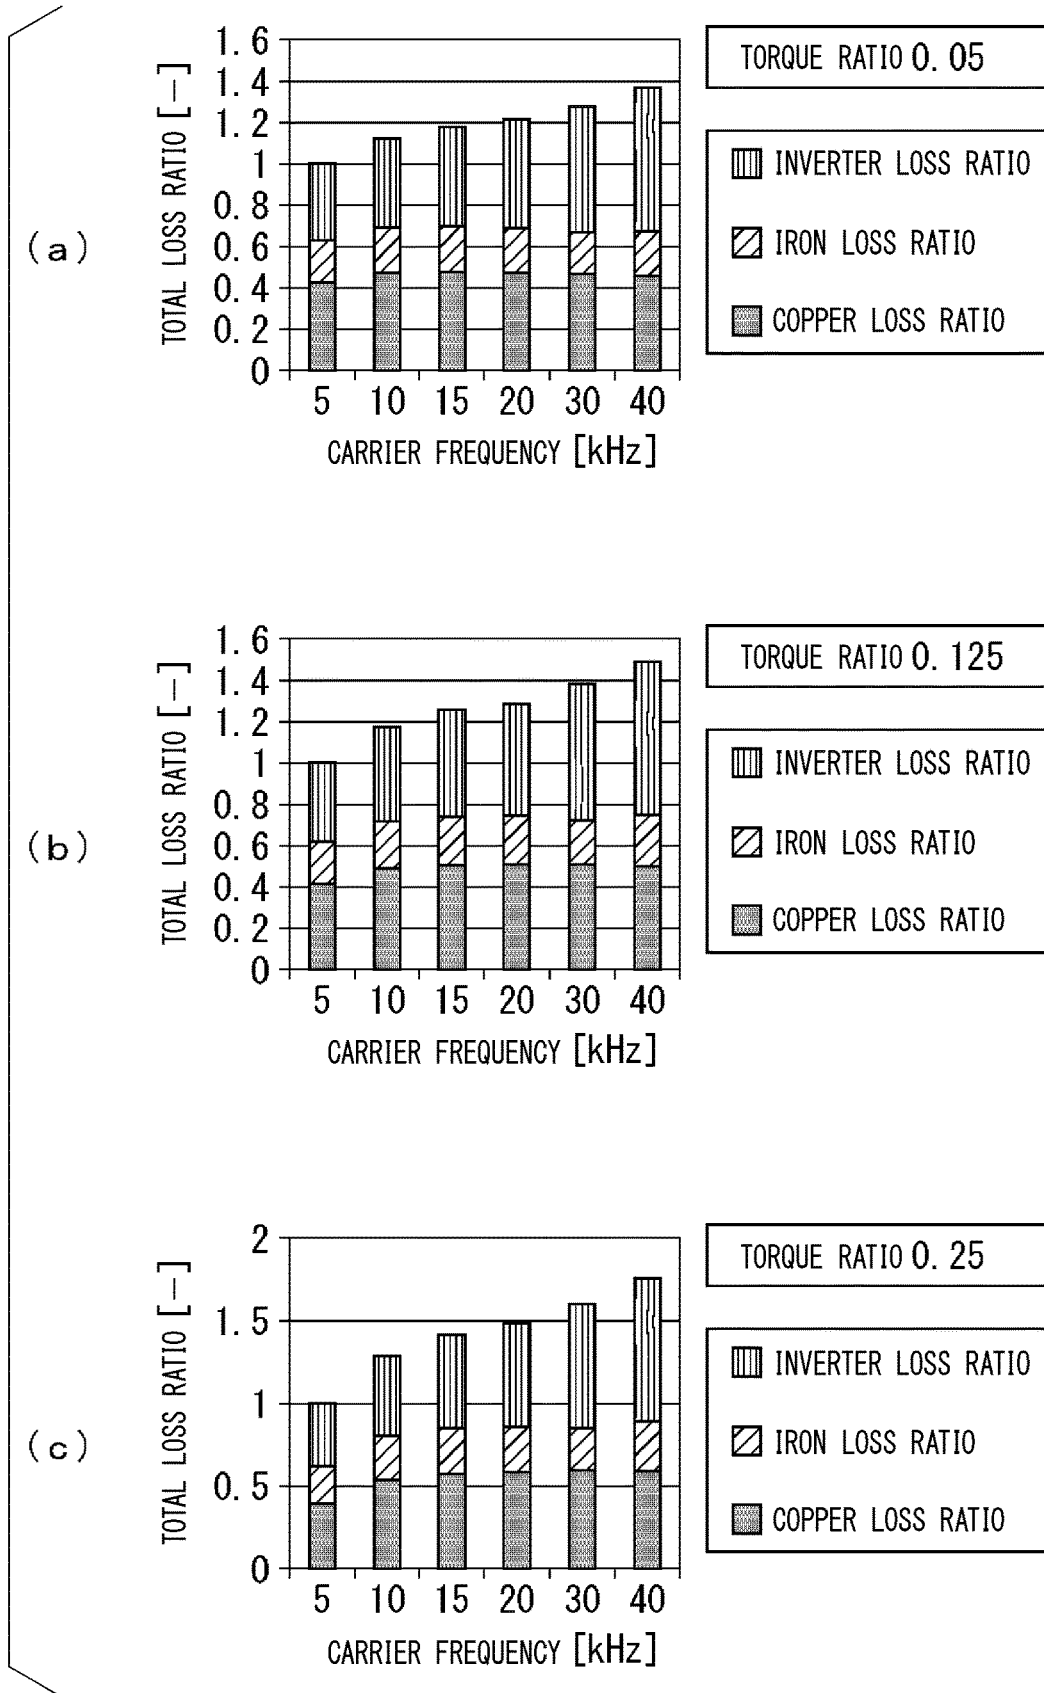 (a)
TOTAL LOSS RATIO [—]
1.6
1.4
1.2
1
0.8
0.6
0.4
0.2
0
5 10 15 20 30 40
CARRIER FREQUENCY [kHz]
TORQUE RATIO 0.05
INVERTER LOSS RATIO
IRON LOSS RATIO
COPPER LOSS RATIO
(b)
TOTAL LOSS RATIO [—]
1.6
1.4
1.2
1
0.8
0.6
0.4
0.2
0
5 10 15 20 30 40
CARRIER FREQUENCY [kHz]
TORQUE RATIO 0.125
INVERTER LOSS RATIO
IRON LOSS RATIO
COPPER LOSS RATIO
(c)
TOTAL LOSS RATIO [—]
2
1.5
1
0.5
0
5 10 15 20 30 40
CARRIER FREQUENCY [kHz]
TORQUE RATIO 0.25
INVERTER LOSS RATIO
IRON LOSS RATIO
COPPER LOSS RATIO